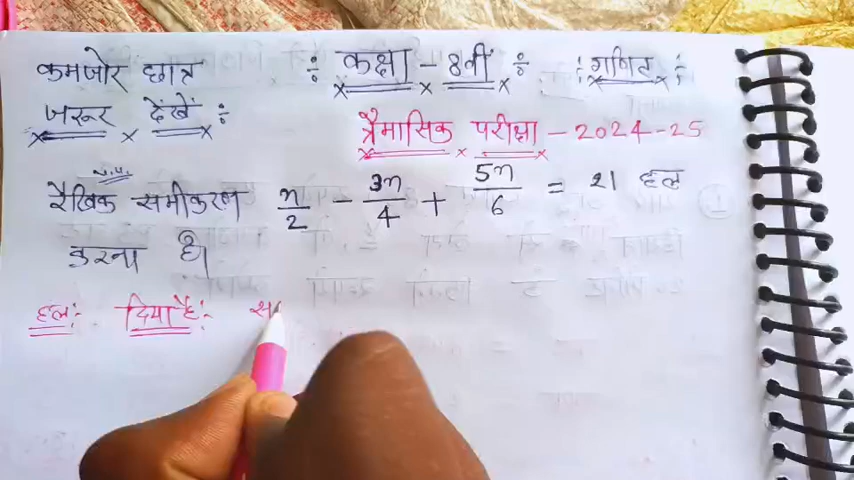 कमजोर छात्र ÷ कक्षा - 8वीं ÷ गणित ÷
जरूर देखें :
त्रैमासिक परीक्षा - 2024-25
रैखिक समीकरण n/2 - 3n/4 + 5n/6 = 21 हल
करना है।
हल:- दिया है:- स